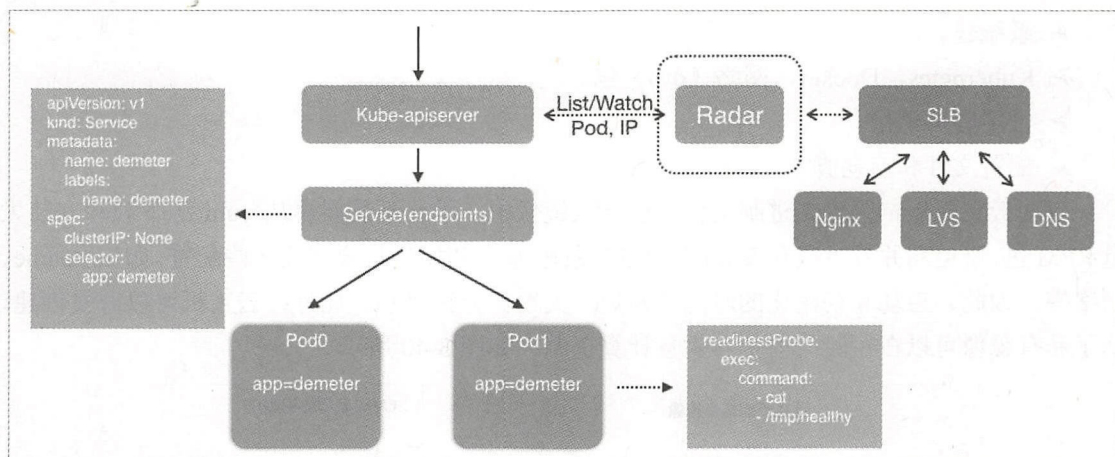 apiVersion: v1
kind: Service
metadata:
name: demeter
labels:
name: demeter
spec:
clusterIP: None
selector:
app: demeter
Kube-apiserver
List/Watch
Pod, IP
Radar
SLB
Service(endpoints)
Nginx
LVS
DNS
Pod0
app=demeter
Pod1
app=demeter
readinessProbe:
exec:
command:
- cat
- /tmp/healthy